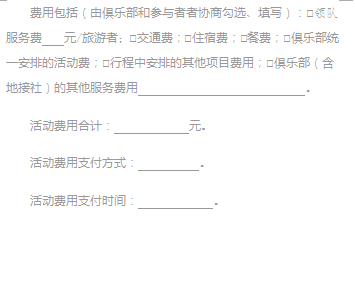 费用包括（由俱乐部和参与者者协商勾选、填写）：□领队
服务费___元/旅游者；□交通费；□住宿费；□餐费；□俱乐部统
一安排的活动费；□行程中安排的其他项目费用；□俱乐部（含
地接社）的其他服务费用_______________________。
活动费用合计：__________元。
活动费用支付方式：________。
活动费用支付时间：__________。